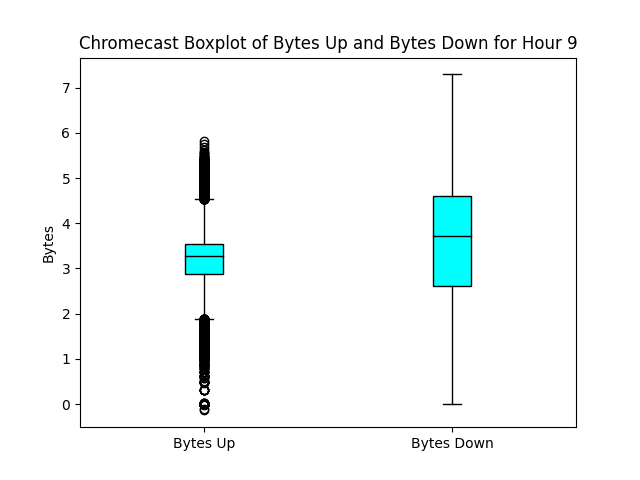 Chromecast Boxplot of Bytes Up and Bytes Down for Hour 9
7
6
5
4
3
2
1
0
Bytes
Bytes Up
Bytes Down